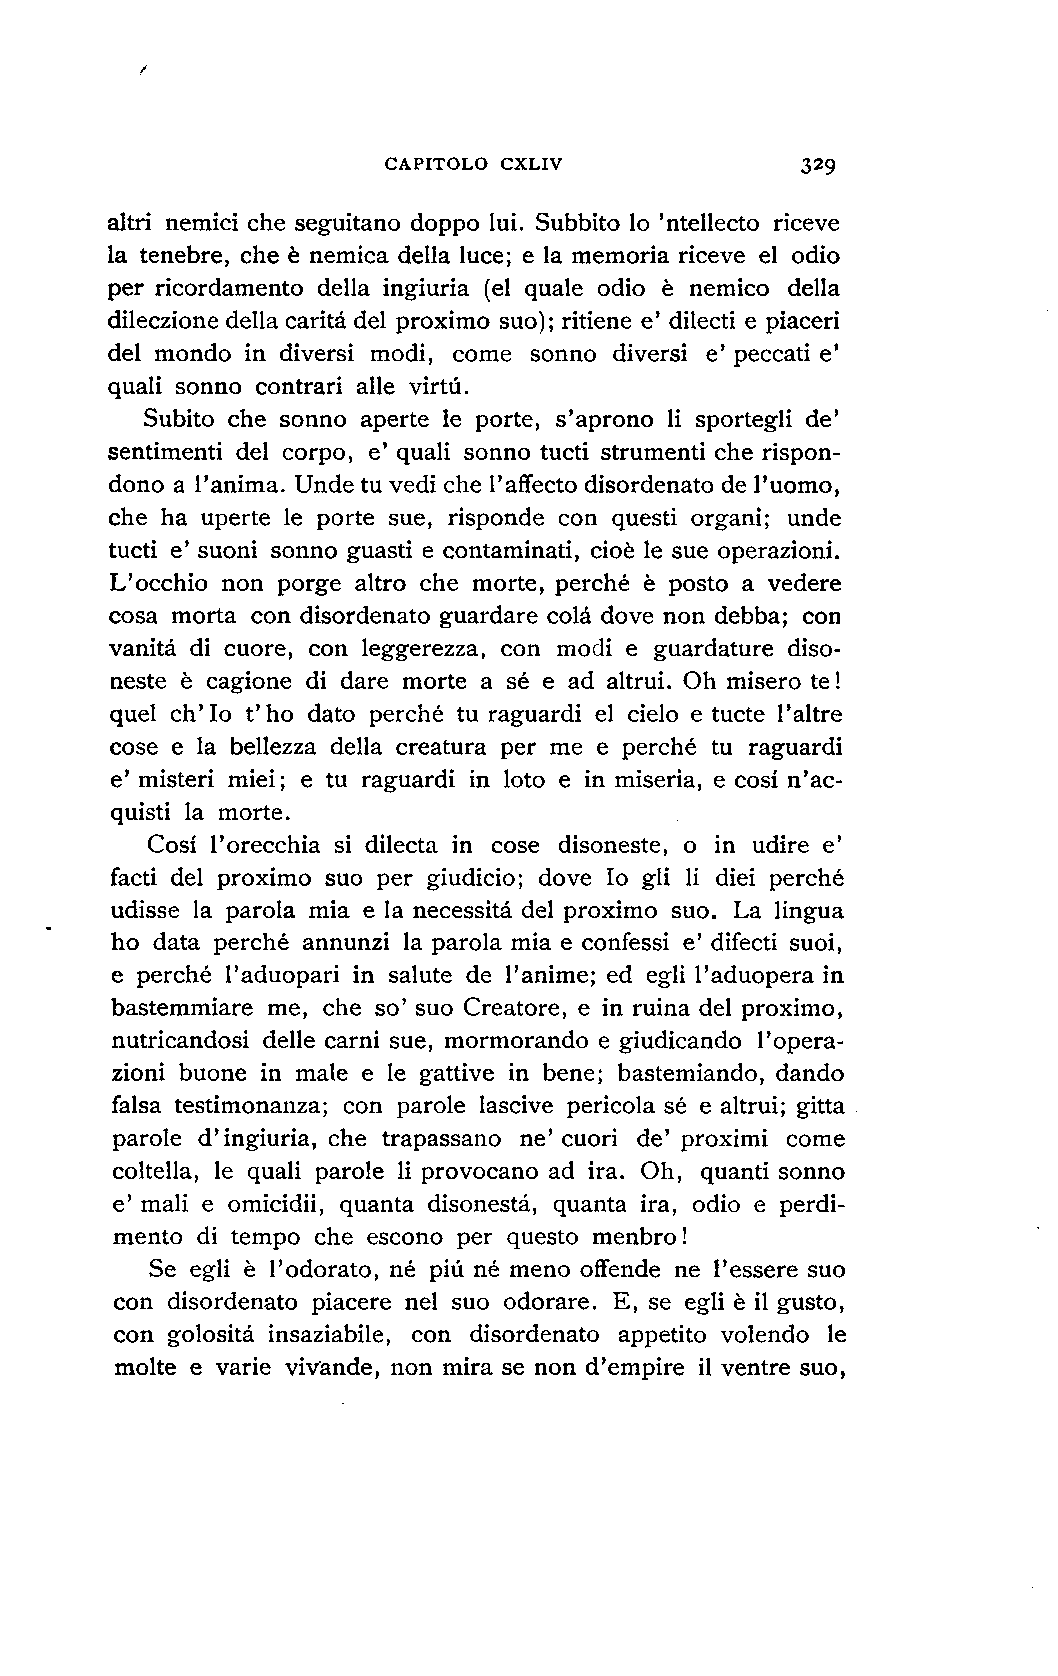 CAPITOLO CXLIV 329
altri nemici che seguitano doppo lui. Subbito lo 'ntellecto riceve
la tenebre, che è nemica della luce; e la memoria riceve el odio
per ricordamento della ingiuria (el quale odio è nemico della
dileczione della caritá del proximo suo); ritiene e' dilecti e piaceri
del mondo in diversi modi, come sonno diversi e' peccati e'
quali sonno contrari alle virtú.
Subito che sonno aperte le porte, s'aprono li sportegli de'
sentimenti del corpo, e' quali sonno tucti strumenti che rispon-
dono a l'anima. Unde tu vedi che l'affecto disordenato de l'uomo,
che ha uperte le porte sue, risponde con questi organi; unde
tucti e' suoni sonno guasti e contaminati, cioè le sue operazioni.
L'occhio non porge altro che morte, perché è posto a vedere
cosa morta con disordenato guardare colá dove non debba; con
vanitá di cuore, con leggerezza, con modi e guardature diso-
neste è cagione di dare morte a sé e ad altrui. Oh misero te!
quel ch'Io t'ho dato perché tu raguardi el cielo e tucte l'altre
cose e la bellezza della creatura per me e perché tu raguardi
e' misteri miei; e tu raguardi in loto e in miseria, e cosí n'ac-
quisti la morte.
Cosí l'orecchia si dilecta in cose disoneste, o in udire e'
facti del proximo suo per giudicio; dove Io gli li diei perché
udisse la parola mia e la necessitá del proximo suo. La lingua
ho data perché annunzi la parola mia e confessi e' difecti suoi,
e perché l'aduopari in salute de l'anime; ed egli l'aduopera in
bastemmiare me, che so' suo Creatore, e in ruina del proximo,
nutricandosi delle carni sue, mormorando e giudicando l'opera-
zioni buone in male e le gattive in bene; bastemiando, dando
falsa testimonanza; con parole lascive pericola sé e altrui; gitta
parole d'ingiuria, che trapassano ne' cuori de' proximi come
coltella, le quali parole li provocano ad ira. Oh, quanti sonno
e' mali e omicidii, quanta disonestá, quanta ira, odio e perdi-
mento di tempo che escono per questo menbro!
Se egli è l'odorato, né piú né meno offende ne l'essere suo
con disordenato piacere nel suo odorare. E, se egli è il gusto,
con golositá insaziabile, con disordenato appetito volendo le
molte e varie vivande, non mira se non d'empire il ventre suo,